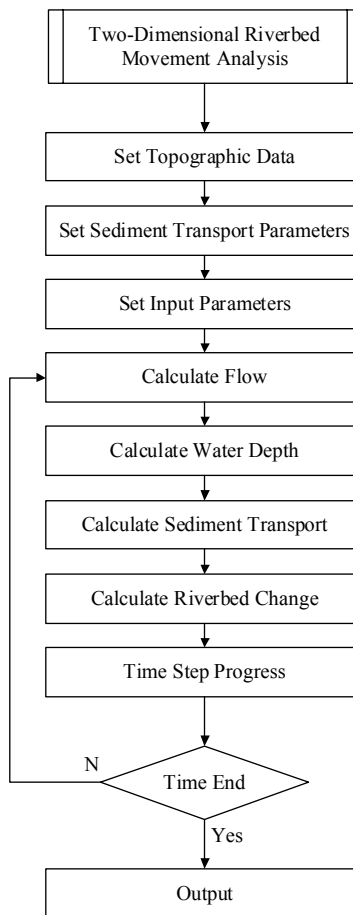 Two-Dimensional Riverbed
Movement Analysis
Set Topographic Data
Set Sediment Transport Parameters
Set Input Parameters
Calculate Flow
Calculate Water Depth
Calculate Sediment Transport
Calculate Riverbed Change
Time Step Progress
N
Time End
Yes
Output